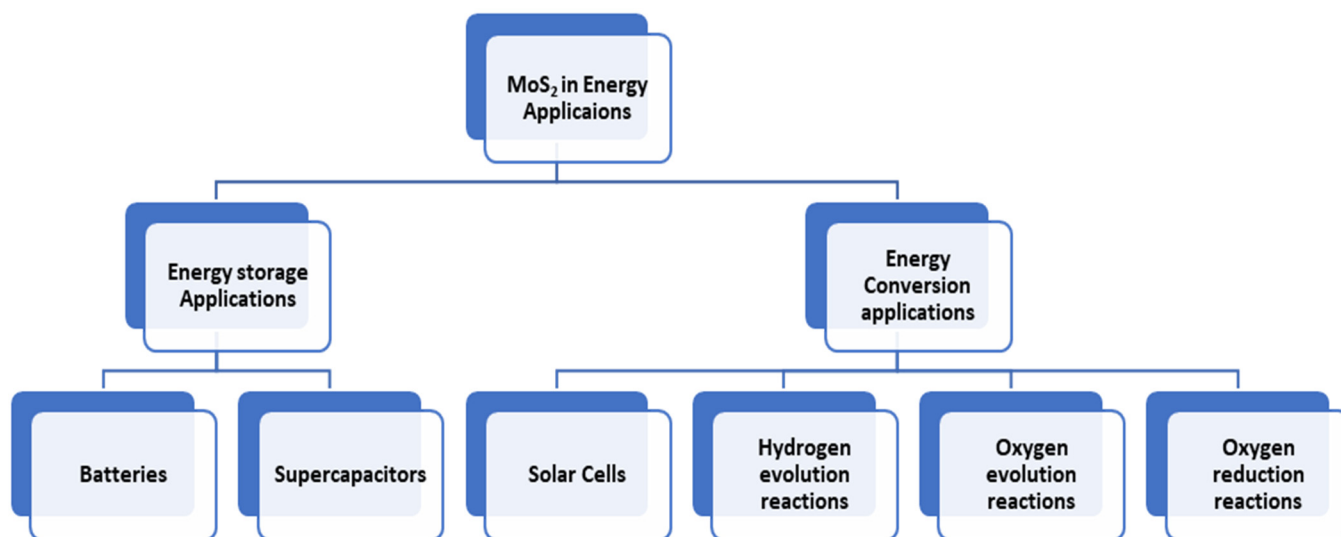 MoS₂ in Energy
Applicaions
Energy storage
Applications
Energy
Conversion
applications
Batteries
Supercapacitors
Solar Cells
Hydrogen
evolution
reactions
Oxygen
evolution
reactions
Oxygen
reduction
reactions